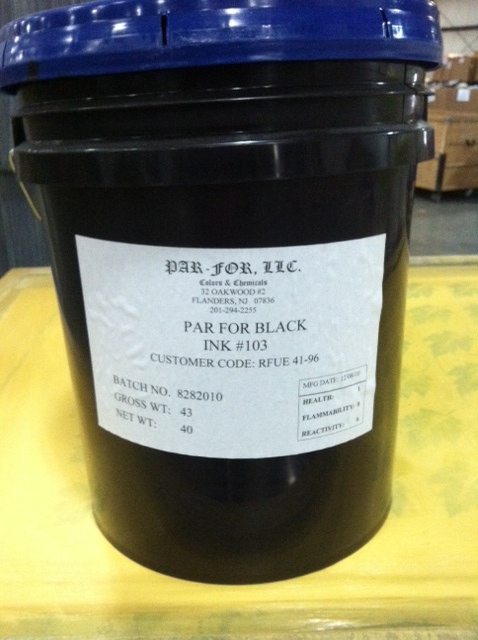 PAR-FOR, LLC.
Colors & Chemicals
32 OAKWOOD #2
FLANDERS, NJ 07836
201-294-2255
PAR FOR BLACK
INK #103
CUSTOMER CODE: RFUE 41-96
BATCH NO. 8282010
GROSS WT: 43
NET WT: 40
MFG DATE:
HEALTH: 1
FLAMMABILITY:
REACTIVITY: